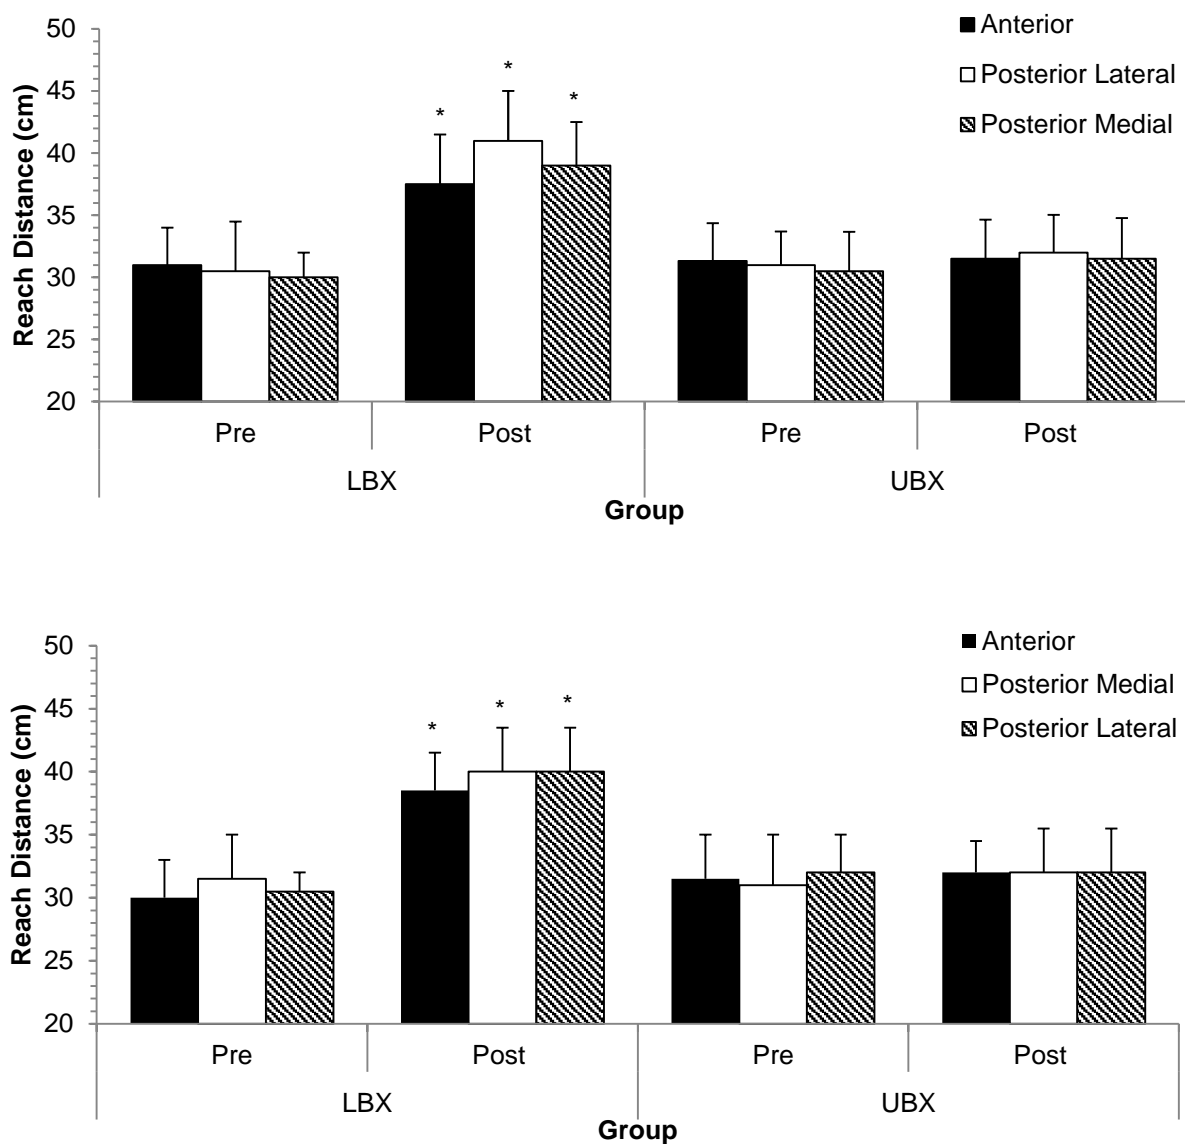 50
45
40
35
30
25
20
Reach Distance (cm)
Anterior
Posterior Lateral
Posterior Medial
*
*
*
Pre
Post
Pre
Post
LBX
UBX
Group
50
45
40
35
30
25
20
Reach Distance (cm)
Anterior
Posterior Medial
Posterior Lateral
*
*
*
Pre
Post
Pre
Post
LBX
UBX
Group